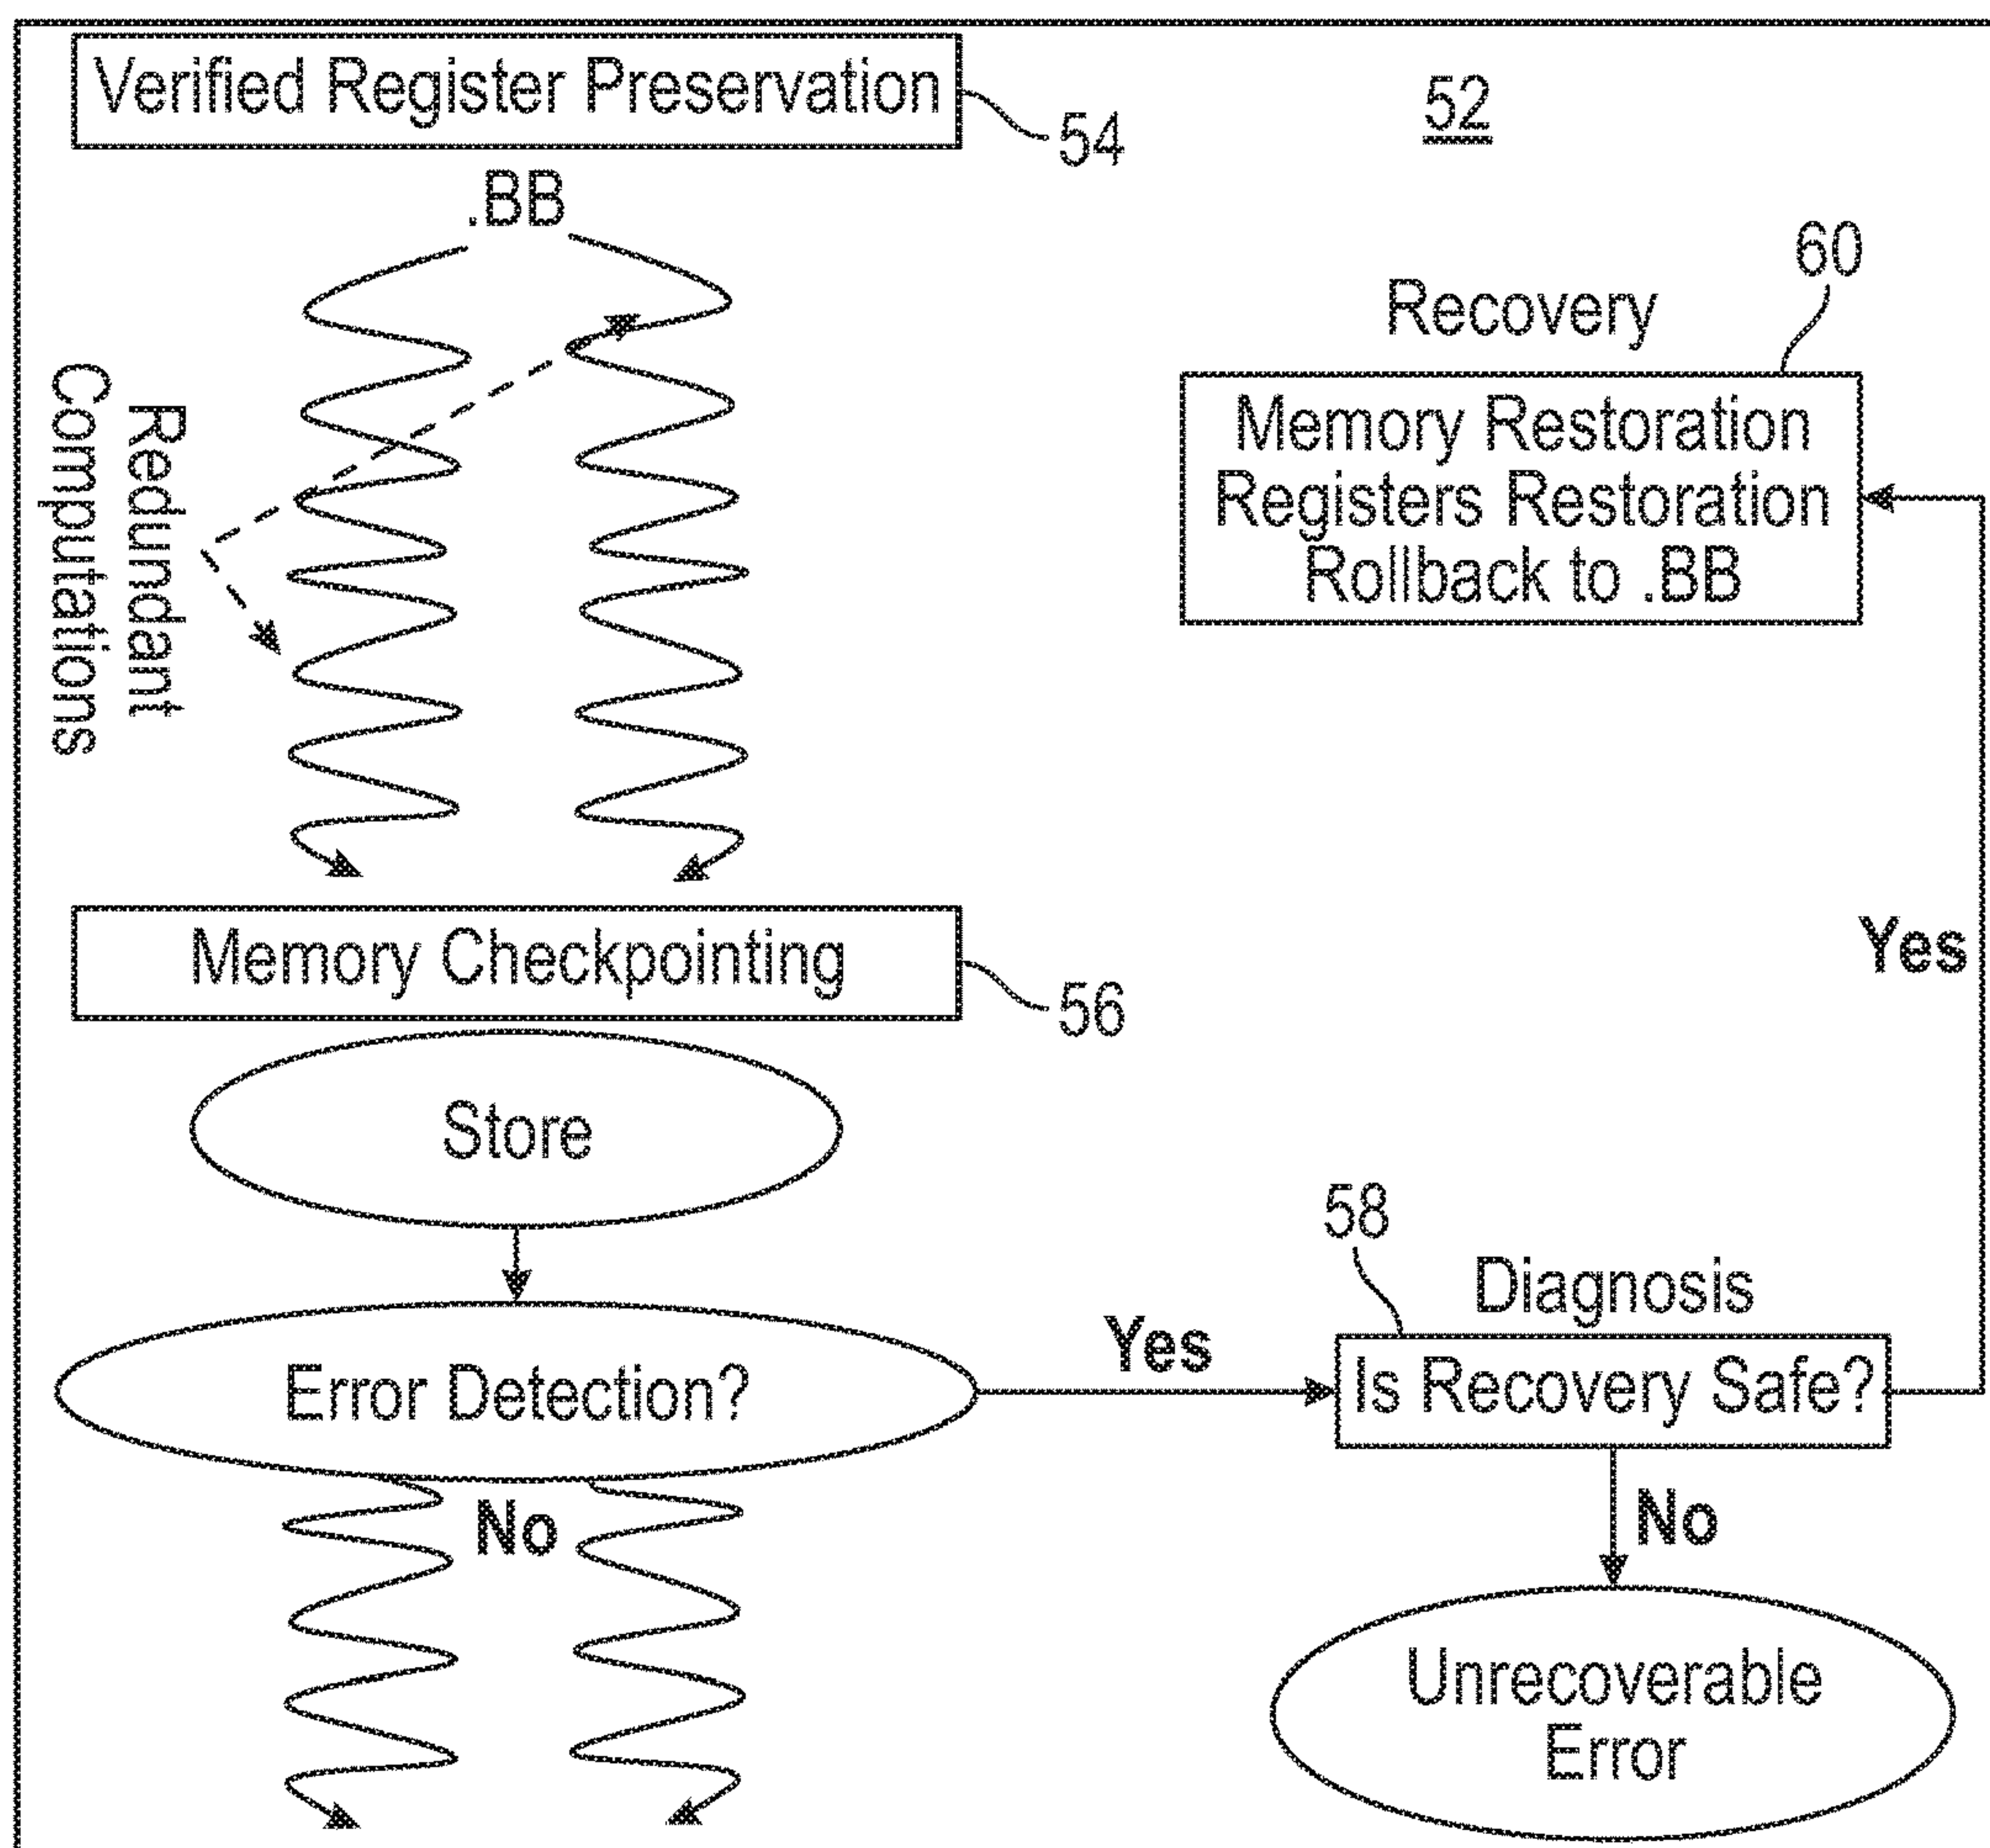 Verified Register Preservation
54
52
.BB
Redundant
Computations
60
Recovery
Memory Restoration
Registers Restoration
Rollback to .BB
Memory Checkpointing
56
Yes
Store
58
Diagnosis
Error Detection?
Yes
Is Recovery Safe?
No
No
Unrecoverable
Error